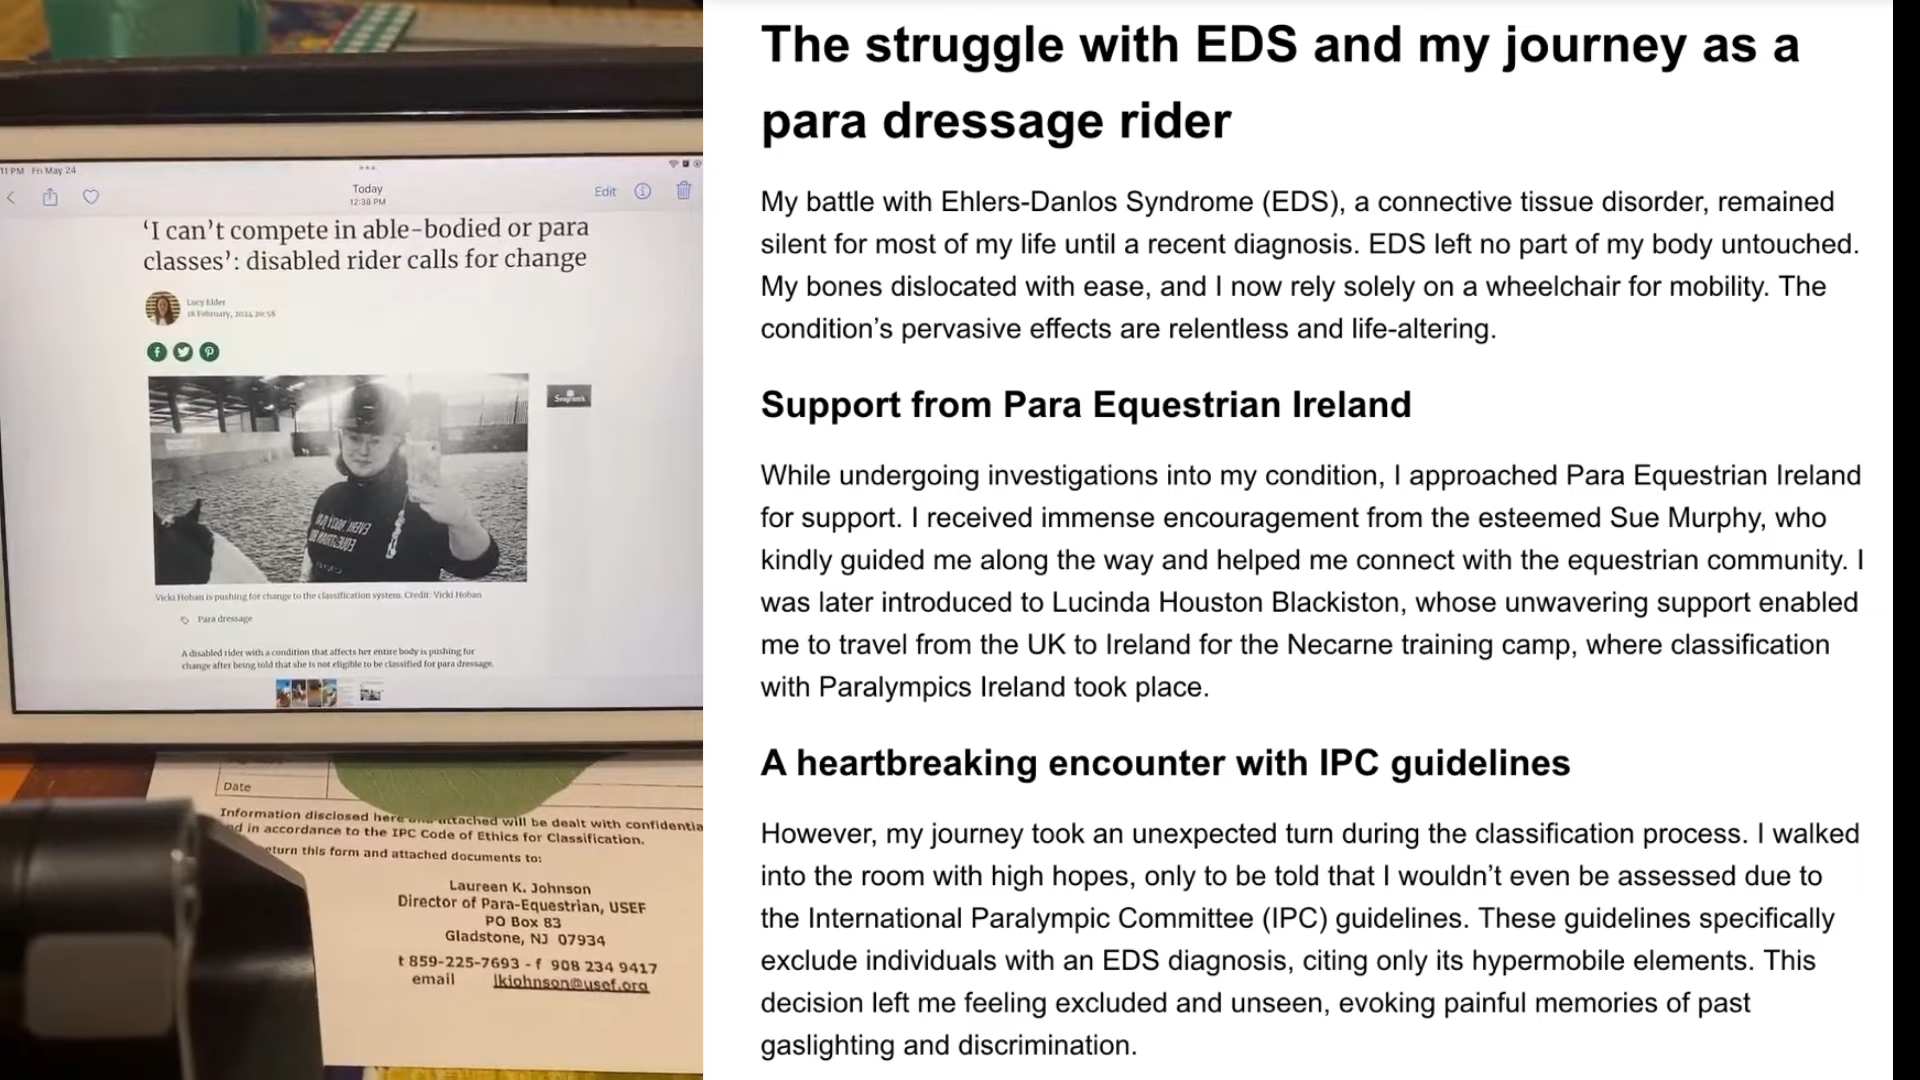 11 PM Fri May 24
Today
12:38 PM
Edit
‘I can’t compete in able-bodied or para
classes’: disabled rider calls for change
Lucy Elder
16 February, 2024 20:58
Seagram's
Vicki Hoban is pushing for change to the classification system. Credit: Vicki Hoban
Para dressage
A disabled rider with a condition that affects her entire body is pushing for
change after being told that she is not eligible to be classified for para dressage.
Date
Information disclosed here attached will be dealt with confidentia
nd in accordance to the IPC Code of Ethics for Classification.
eturn this form and attached documents to:
Laureen K. Johnson
Director of Para-Equestrian, USEF
PO Box 83
Gladstone, NJ 07934
t 859-225-7693 - f 908 234 9417
email lkjohnson@usef.org
The struggle with EDS and my journey as a
para dressage rider
My battle with Ehlers-Danlos Syndrome (EDS), a connective tissue disorder, remained
silent for most of my life until a recent diagnosis. EDS left no part of my body untouched.
My bones dislocated with ease, and I now rely solely on a wheelchair for mobility. The
condition’s pervasive effects are relentless and life-altering.
Support from Para Equestrian Ireland
While undergoing investigations into my condition, I approached Para Equestrian Ireland
for support. I received immense encouragement from the esteemed Sue Murphy, who
kindly guided me along the way and helped me connect with the equestrian community. I
was later introduced to Lucinda Houston Blackiston, whose unwavering support enabled
me to travel from the UK to Ireland for the Necarne training camp, where classification
with Paralympics Ireland took place.
A heartbreaking encounter with IPC guidelines
However, my journey took an unexpected turn during the classification process. I walked
into the room with high hopes, only to be told that I wouldn’t even be assessed due to
the International Paralympic Committee (IPC) guidelines. These guidelines specifically
exclude individuals with an EDS diagnosis, citing only its hypermobile elements. This
decision left me feeling excluded and unseen, evoking painful memories of past
gaslighting and discrimination.